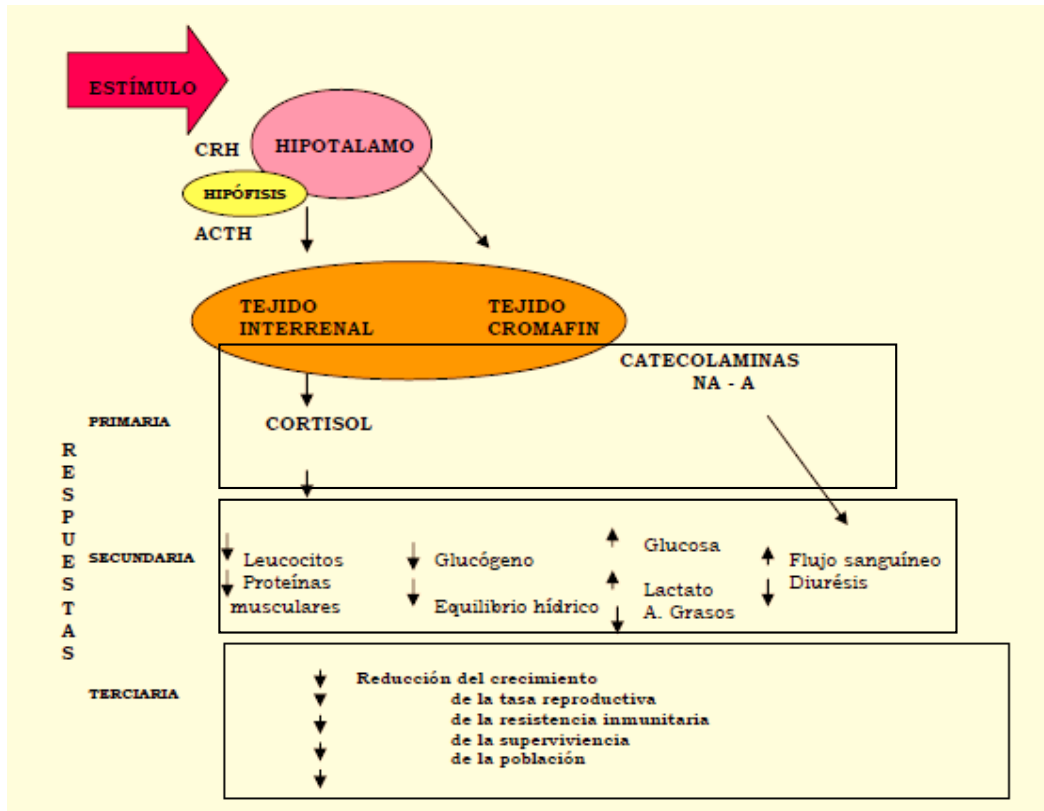 ESTÍMULO
CRH
HIPOTALAMO
HIPÓFISIS
ACTH
TEJIDO
INTERRENAL
TEJIDO
CROMAFIN
CATECOLAMINAS
NA - A
PRIMARIA
CORTISOL
RESPUESTAS
SECUNDARIA
Leucocitos
Proteínas
musculares
Glucógeno
Equilibrio hídrico
Glucosa
Lactato
A. Grasos
Flujo sanguíneo
Diurésis
TERCIARIA
Reducción del crecimiento
de la tasa reproductiva
de la resistencia inmunitaria
de la superviviencia
de la población